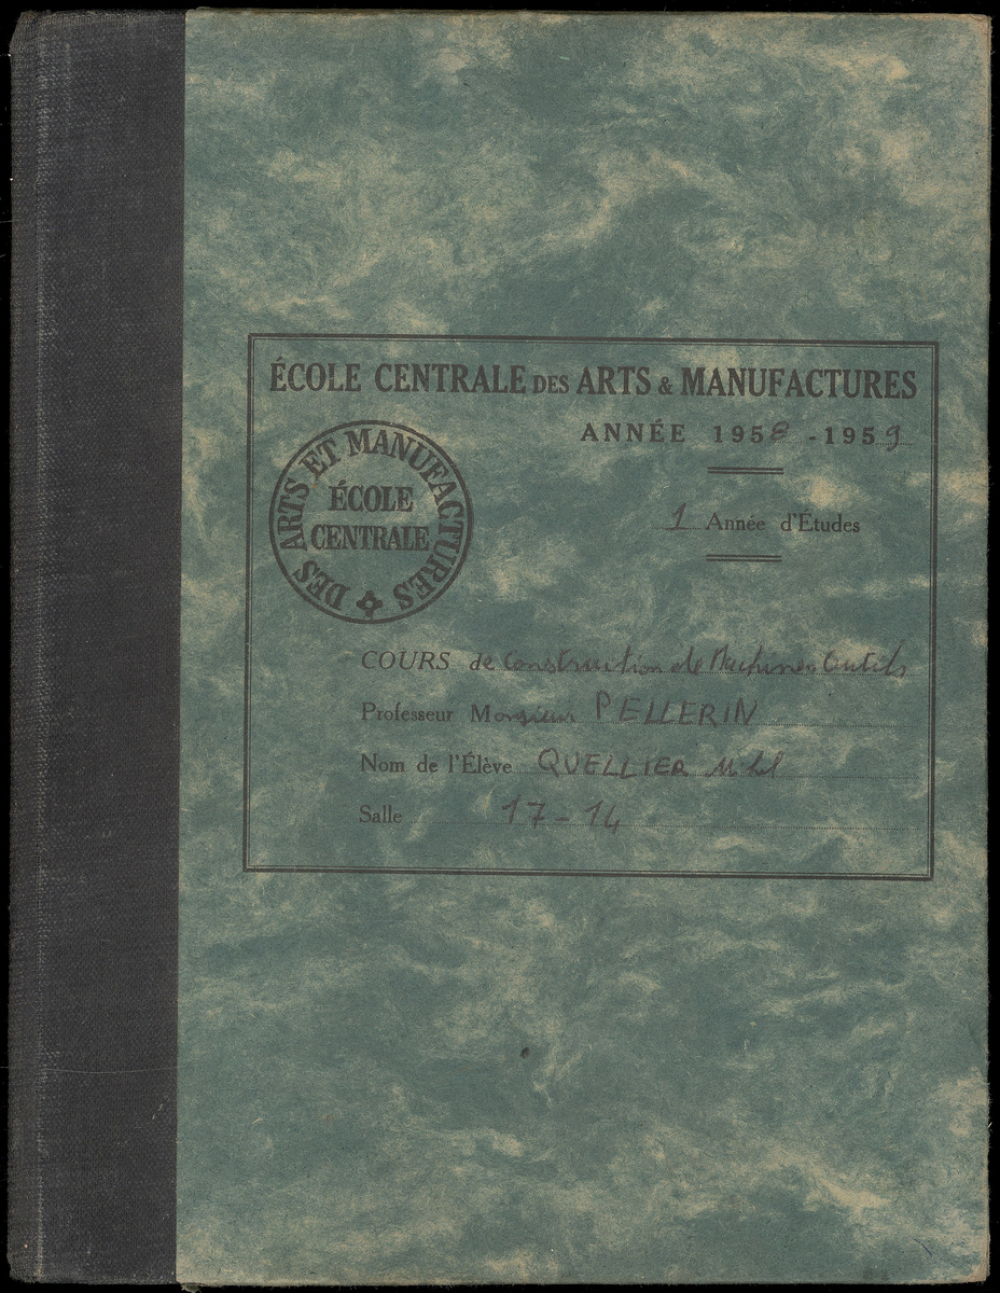 ÉCOLE CENTRALE DES ARTS & MANUFACTURES
ANNÉE 1958 - 1959
1 Année d'Études
DES ARTS ET MANUFACTURES
ÉCOLE
CENTRALE
COURS de Construction de Machines Outils
Professeur Monsieur PELLERIN
Nom de l'Élève QUELLIER
Salle 17-14